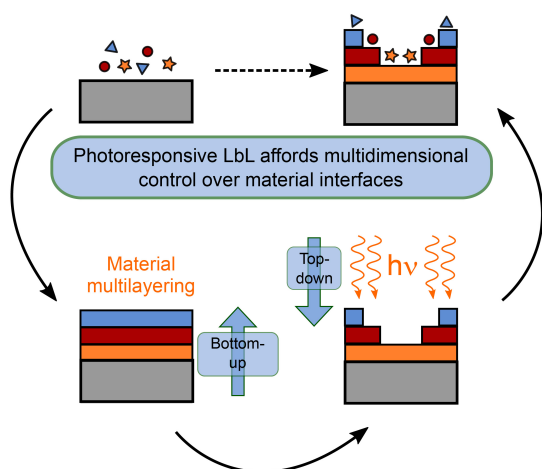 Photoresponsive LbL affords multidimensional
control over material interfaces
Material
multilayering
Bottom-
up
Top-
down
hν